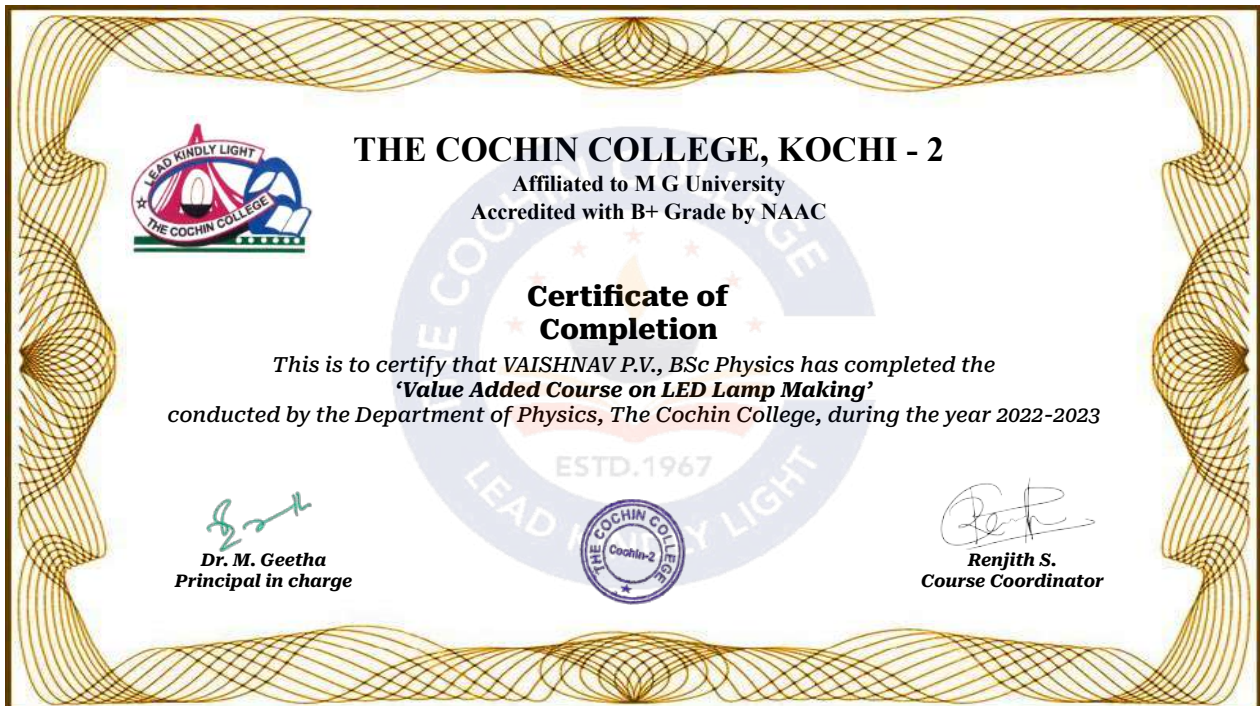 LEAD KINDLY LIGHT
THE COCHIN COLLEGE
THE COCHIN COLLEGE, KOCHI - 2
Affiliated to M G University
Accredited with B+ Grade by NAAC
Certificate of
Completion
This is to certify that VAISHNAV P.V., BSc Physics has completed the
‘Value Added Course on LED Lamp Making’
conducted by the Department of Physics, The Cochin College, during the year 2022-2023
THE COCHIN COLLEGE
ESTD.1967
LEAD KINDLY LIGHT
Dr. M. Geetha
Principal in charge
THE COCHIN COLLEGE
Cochin-2
Renjith S.
Course Coordinator